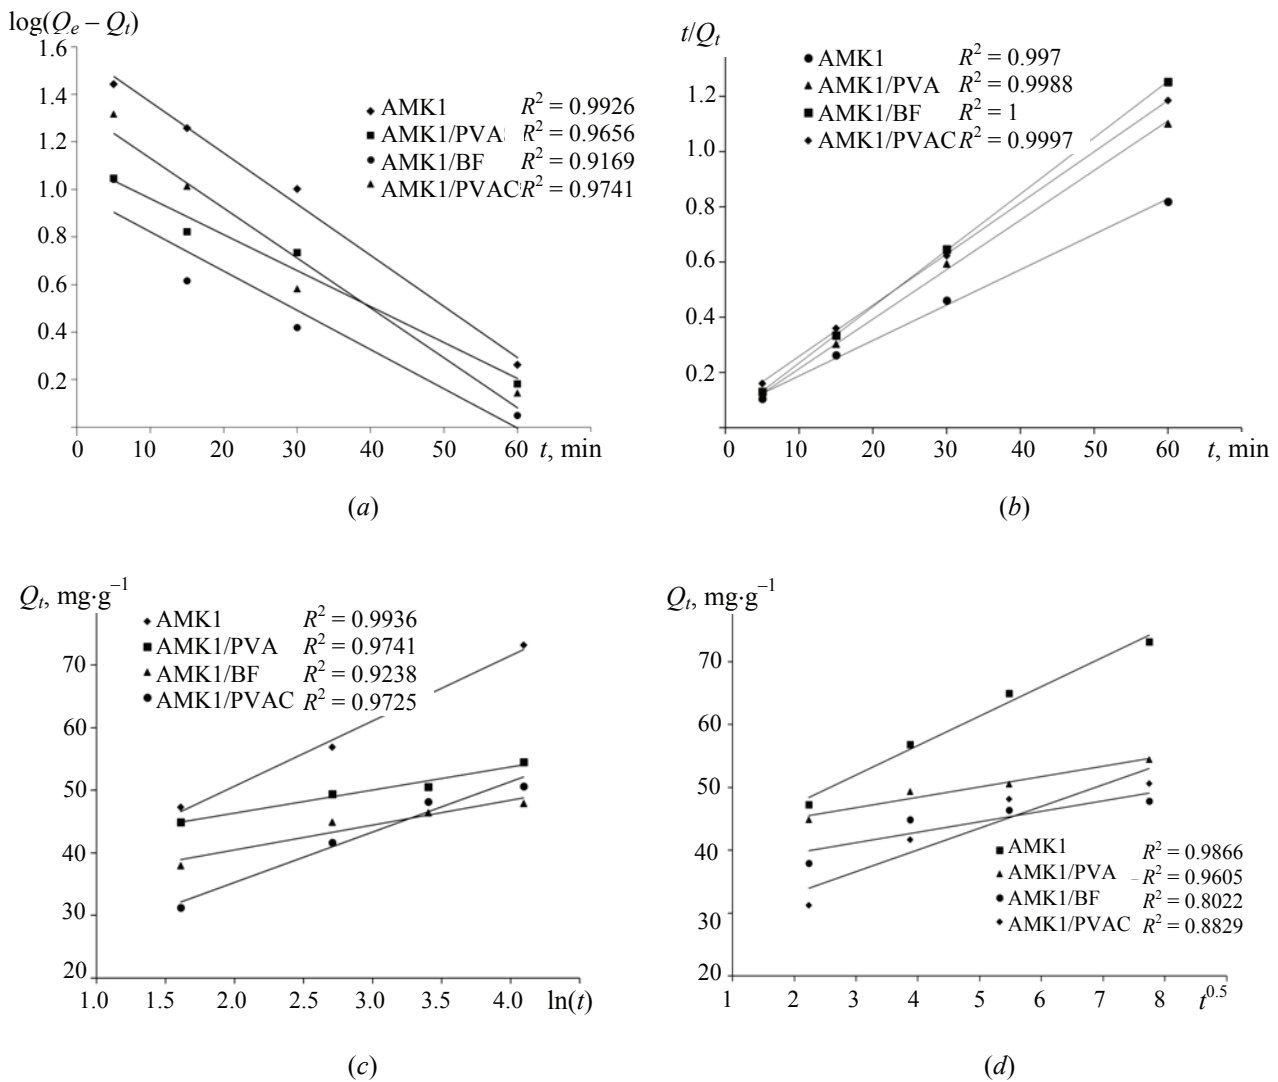 log(Qe – Qt)
1.6
1.4
1.2
1.0
0.8
0.6
0.4
0.2
AMK1 R² = 0.9926
AMK1/PVA R² = 0.9656
AMK1/BF R² = 0.9169
AMK1/PVAC R² = 0.9741
0 10 20 30 40 50 60 t, min
(a)
t/Qt
1.2
1.0
0.8
0.6
0.4
0.2
AMK1 R² = 0.997
AMK1/PVA R² = 0.9988
AMK1/BF R² = 1
AMK1/PVAC R² = 0.9997
0 10 20 30 40 50 60 t, min
(b)
Qt, mg·g⁻¹
70
60
50
40
30
20
AMK1 R² = 0.9936
AMK1/PVA R² = 0.9741
AMK1/BF R² = 0.9238
AMK1/PVAC R² = 0.9725
1.0 1.5 2.0 2.5 3.0 3.5 4.0 ln(t)
(c)
Qt, mg·g⁻¹
70
60
50
40
30
20
AMK1 R² = 0.9866
AMK1/PVA R² = 0.9605
AMK1/BF R² = 0.8022
AMK1/PVAC R² = 0.8829
1 2 3 4 5 6 7 8 t⁰·⁵
(d)